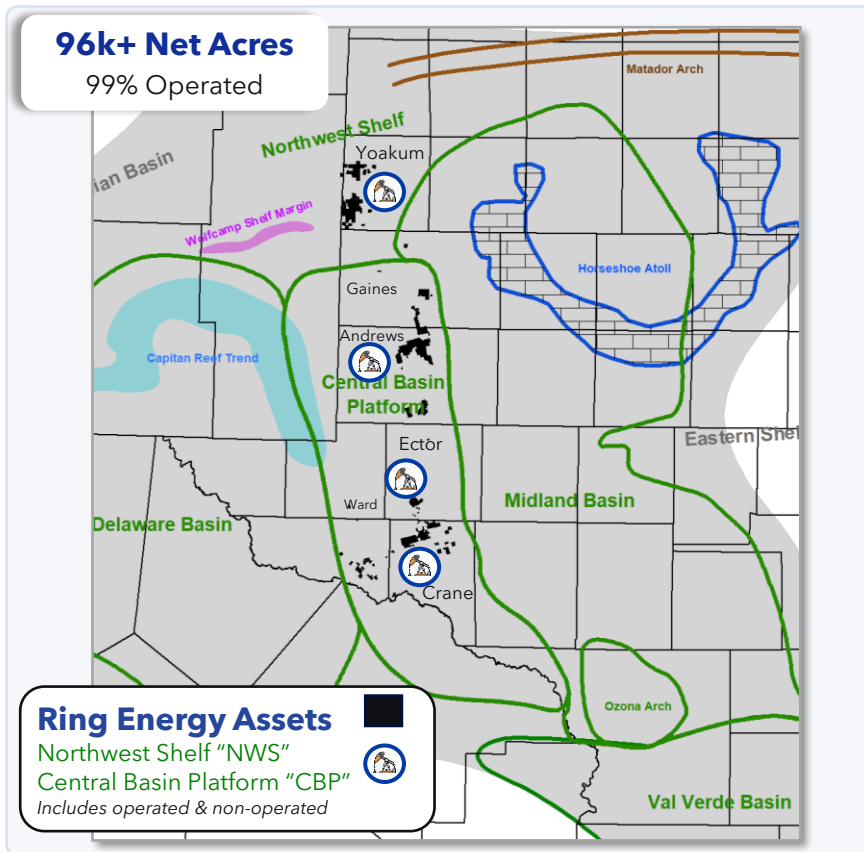 96k+ Net Acres
99% Operated
Matador Arch
Northwest Shelf
Yoakum
ian Basin
Wolfcamp Shelf Margin
Horseshoe Atoll
Gaines
Andrews
Capitan Reef Trend
Central Basin
Platform
Ector
Eastern Shel
Ward
Midland Basin
Delaware Basin
Crane
Ring Energy Assets
Northwest Shelf “NWS”
Central Basin Platform “CBP”
Includes operated & non-operated
Ozona Arch
Val Verde Basin